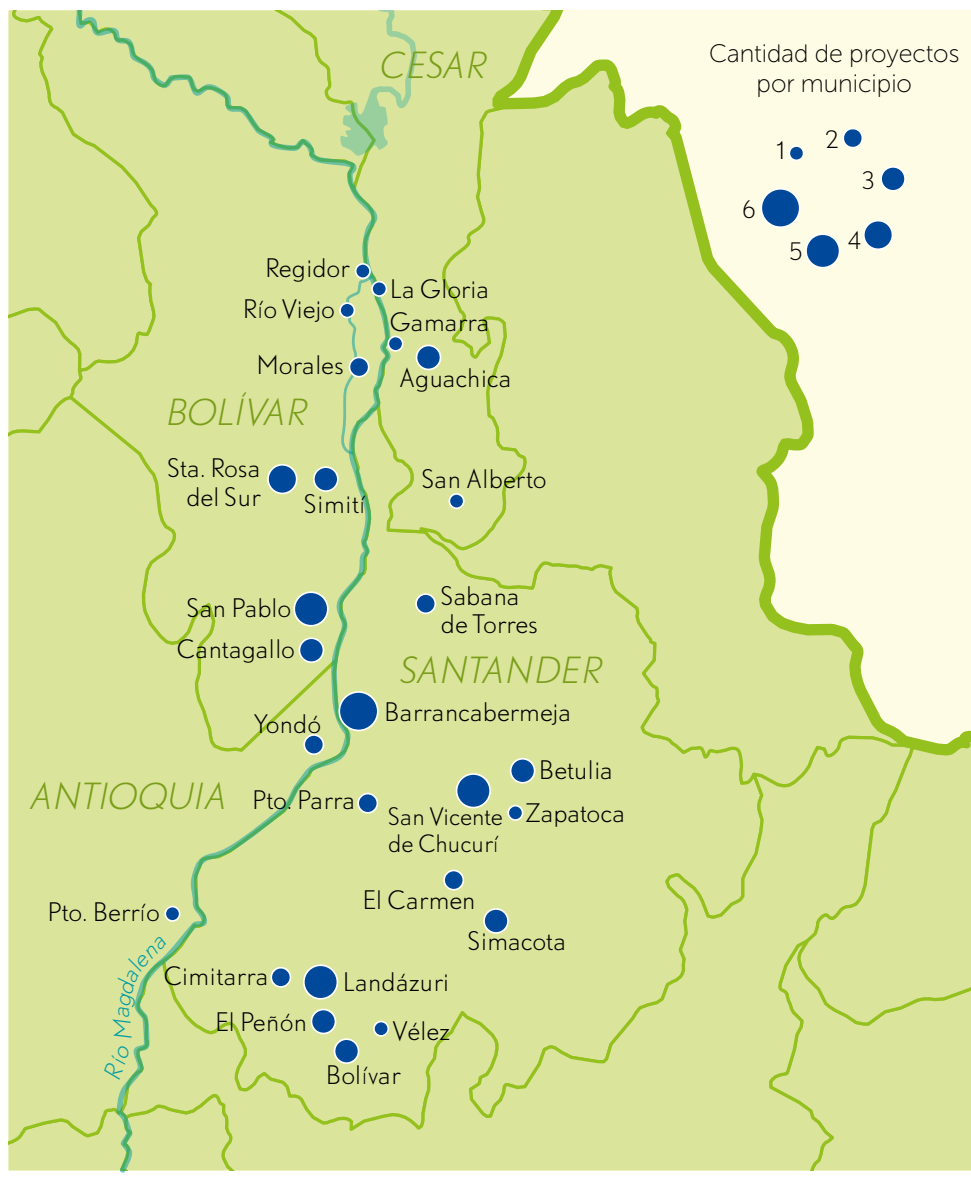 CESAR
Cantidad de proyectos
por municipio
1
2
3
6
5
4
Regidor
La Gloria
Río Viejo
Gamarra
Morales
Aguachica
BOLÍVAR
Sta. Rosa
del Sur
Simití
San Alberto
San Pablo
Sabana
de Torres
Cantagallo
SANTANDER
Yondó
Barrancabermeja
ANTIOQUIA
Pto. Parra
Betulia
San Vicente
de Chucurí
Zapatoca
El Carmen
Pto. Berrío
Simacota
Río Magdalena
Cimitarra
Landázuri
El Peñón
Vélez
Bolívar